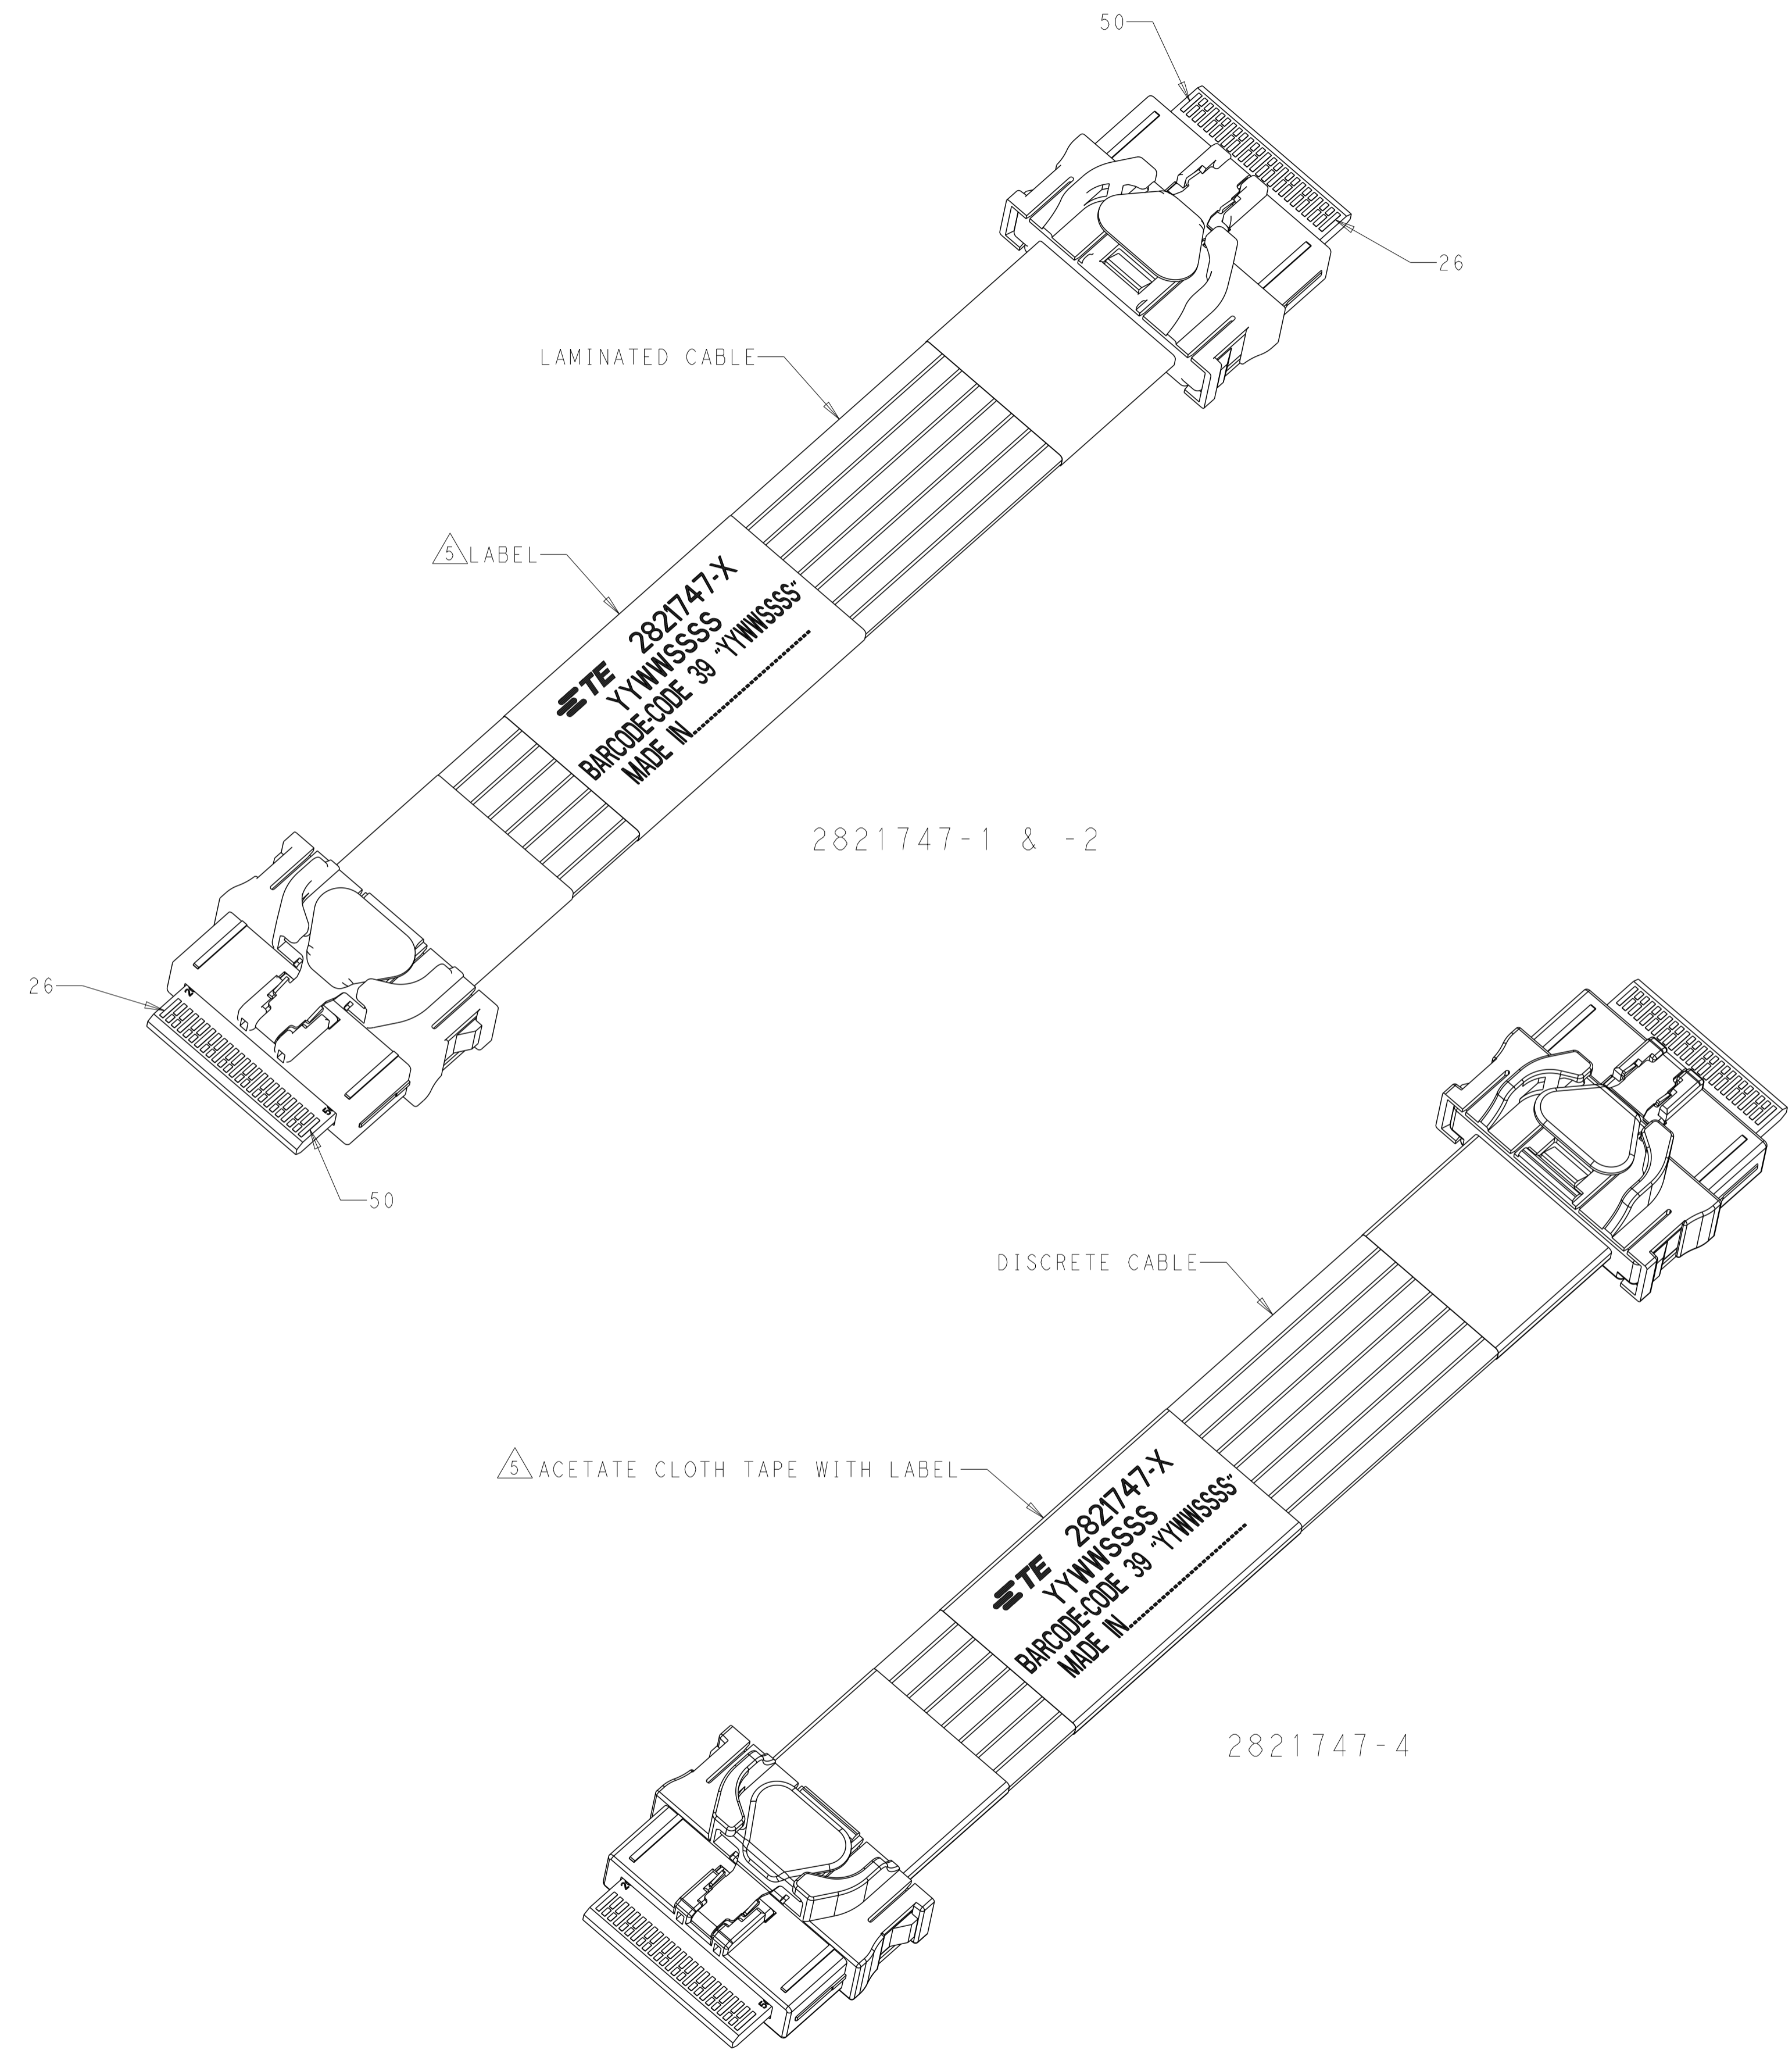 50
26
LAMINATED CABLE
5 LABEL
TE 2821747-X
YYWWSSSS
BARCODE-CODE 39 "YYWWSSSS"
MADE IN
2821747-1 & -2
26
50
DISCRETE CABLE
5 ACETATE CLOTH TAPE WITH LABEL
TE 2821747-X
YYWWSSSS
BARCODE-CODE 39 "YYWWSSSS"
MADE IN
2821747-4